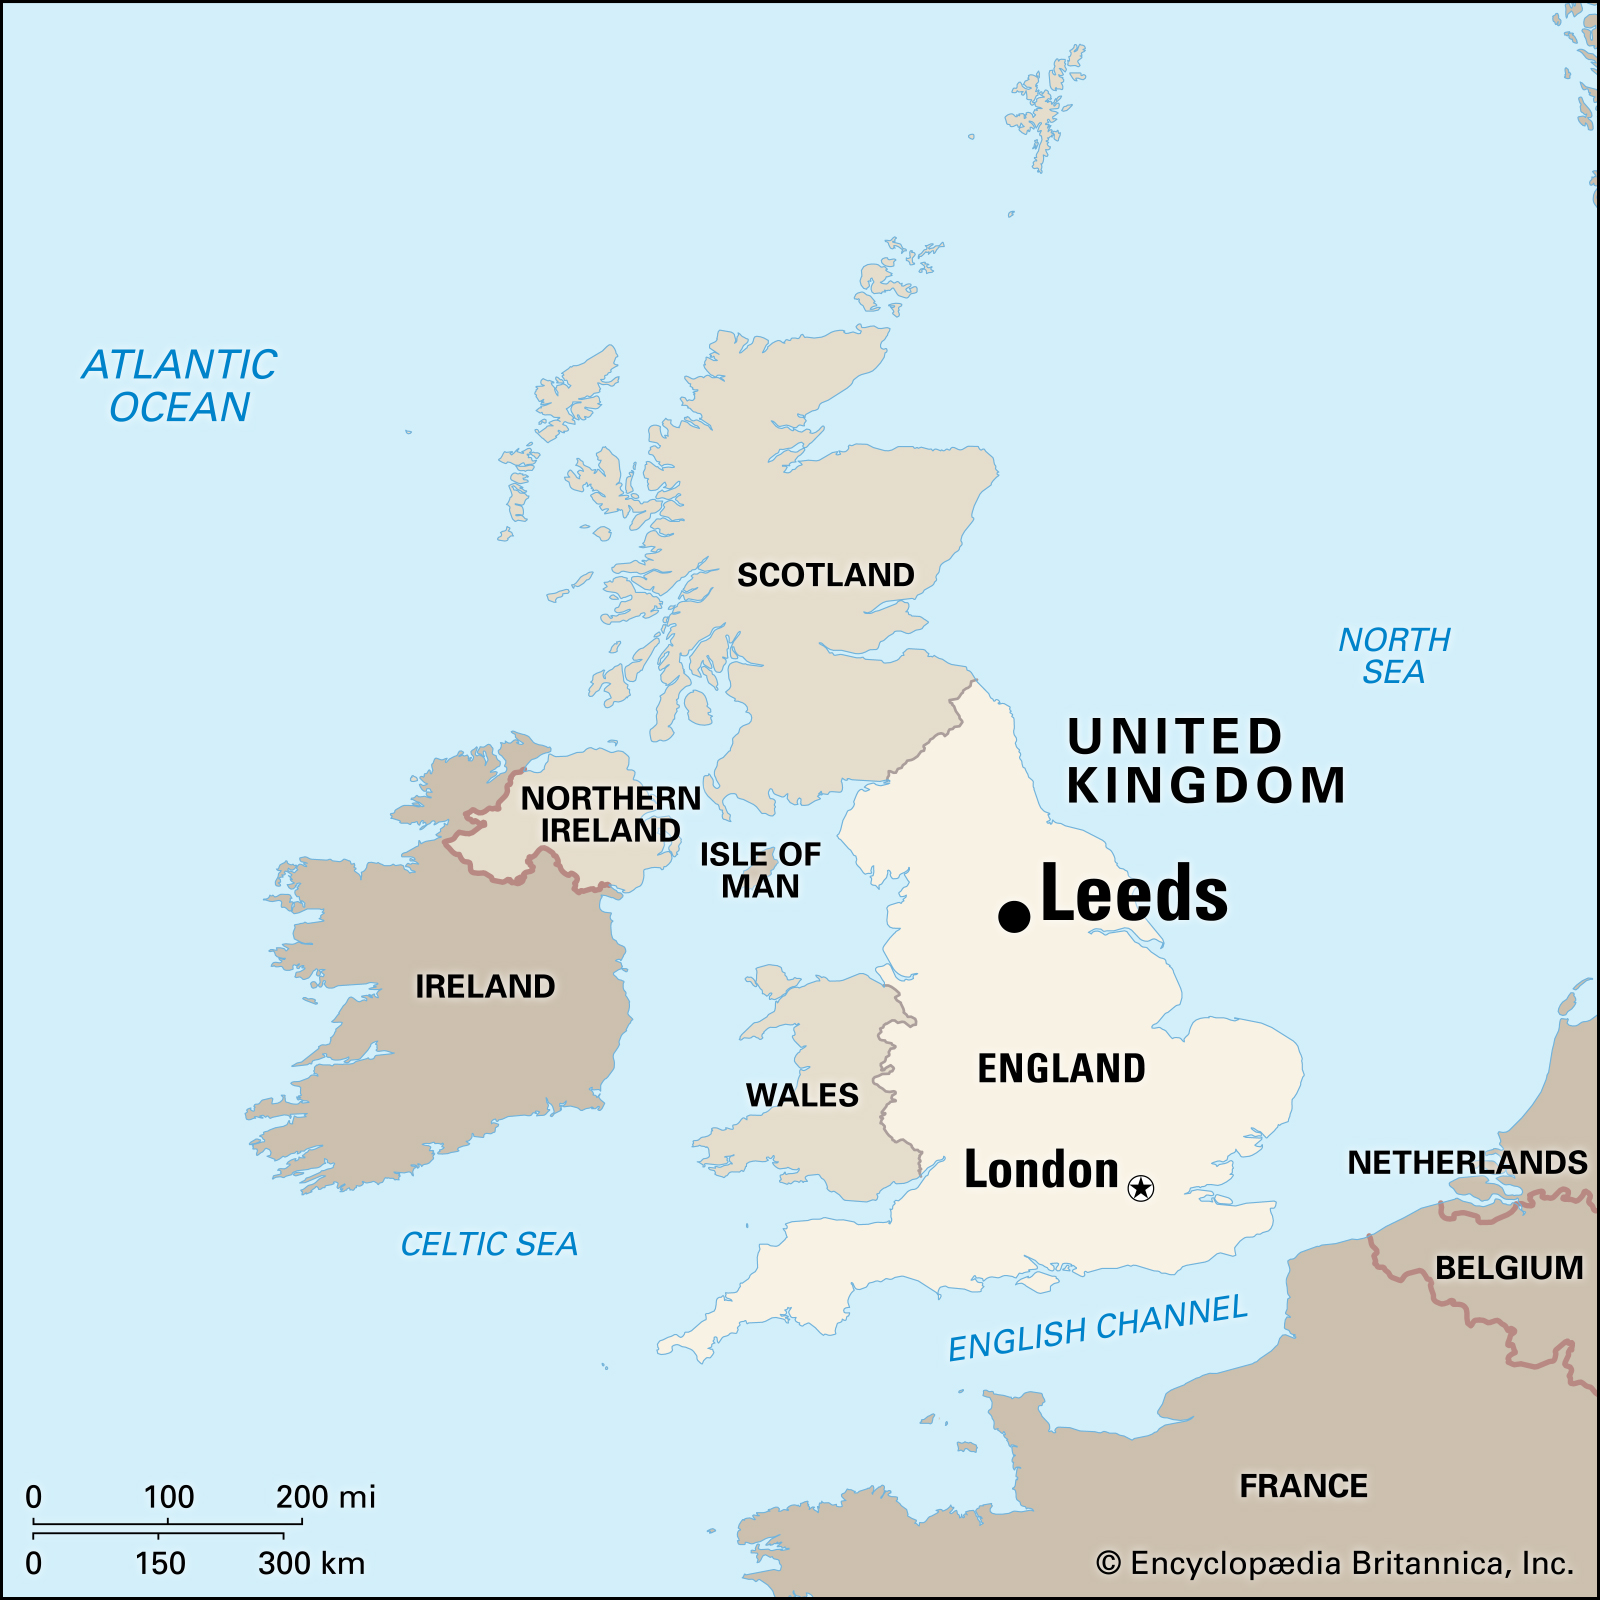 ATLANTIC
OCEAN
SCOTLAND
NORTH
SEA
UNITED
KINGDOM
NORTHERN
IRELAND
ISLE OF
MAN
Leeds
IRELAND
ENGLAND
WALES
London
NETHERLANDS
CELTIC SEA
BELGIUM
ENGLISH CHANNEL
FRANCE
0 100 200 mi
0 150 300 km
© Encyclopædia Britannica, Inc.